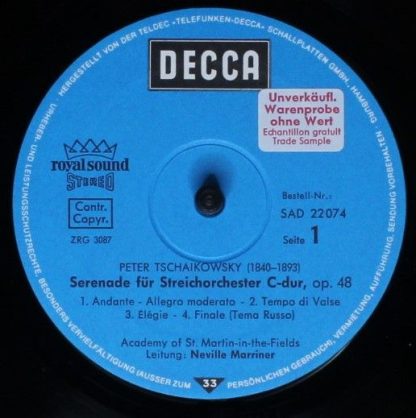 HERGESTELLT VON DER TELDEC »TELEFUNKEN-DECCA« SCHALLPLATTEN GMBH., HAMBURG
URHEBER- UND LEISTUNGSSCHUTZRECHTE, BESONDERS VERVIELFÄLTIGUNG (AUSSER ZUM PERSÖNLICHEN GEBRAUCH), VERMIETUNG, AUFFÜHRUNG, SENDUNG VORBEHALTEN
DECCA
Unverkäufl.
Warenprobe
ohne Wert
Echantillon gratuit
Trade Sample
royal sound
STEREO
Contr.
Copyr.
ZRG 3087
Bestell-Nr.:
SAD 22074
Seite 1
PETER TSCHAIKOWSKY (1840–1893)
Serenade für Streichorchester C-dur, op. 48
1. Andante - Allegro moderato - 2. Tempo di Valse
3. Elégie - 4. Finale (Tema Russo)
Academy of St. Martin-in-the-Fields
Leitung: Neville Marriner
33